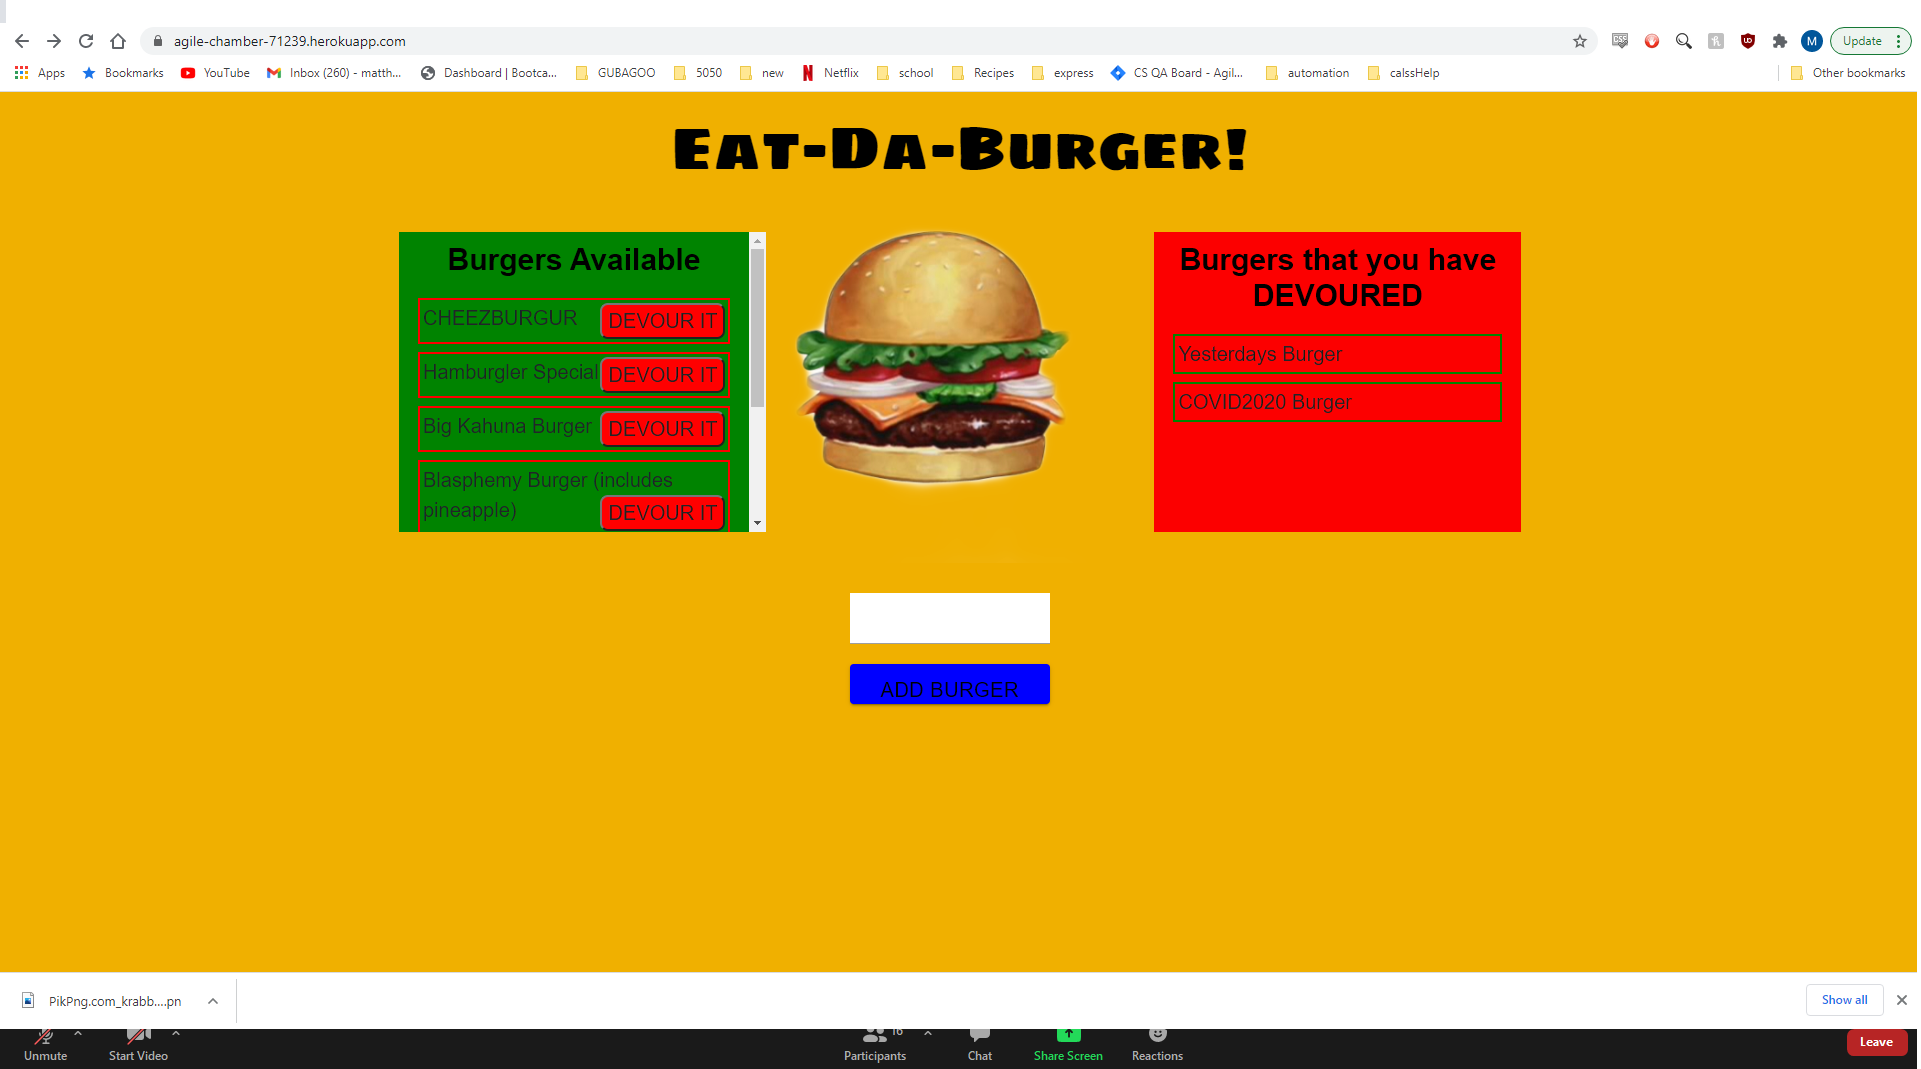 agile-chamber-71239.herokuapp.com
M
Update
Apps
Bookmarks
YouTube
Inbox (260) - matth...
Dashboard | Bootca...
GUBAGOO
5050
new
Netflix
school
Recipes
express
CS QA Board - Agil...
automation
calssHelp
Other bookmarks
Eat-Da-Burger!
Burgers Available
CHEEZBURGUR
DEVOUR IT
Hamburgler Special
DEVOUR IT
Big Kahuna Burger
DEVOUR IT
Blasphemy Burger (includes
pineapple)
DEVOUR IT
Burgers that you have
DEVOURED
Yesterdays Burger
COVID2020 Burger
ADD BURGER
PikPng.com_krabb....pn
Show all
Unmute
Start Video
16
Participants
Chat
Share Screen
Reactions
Leave